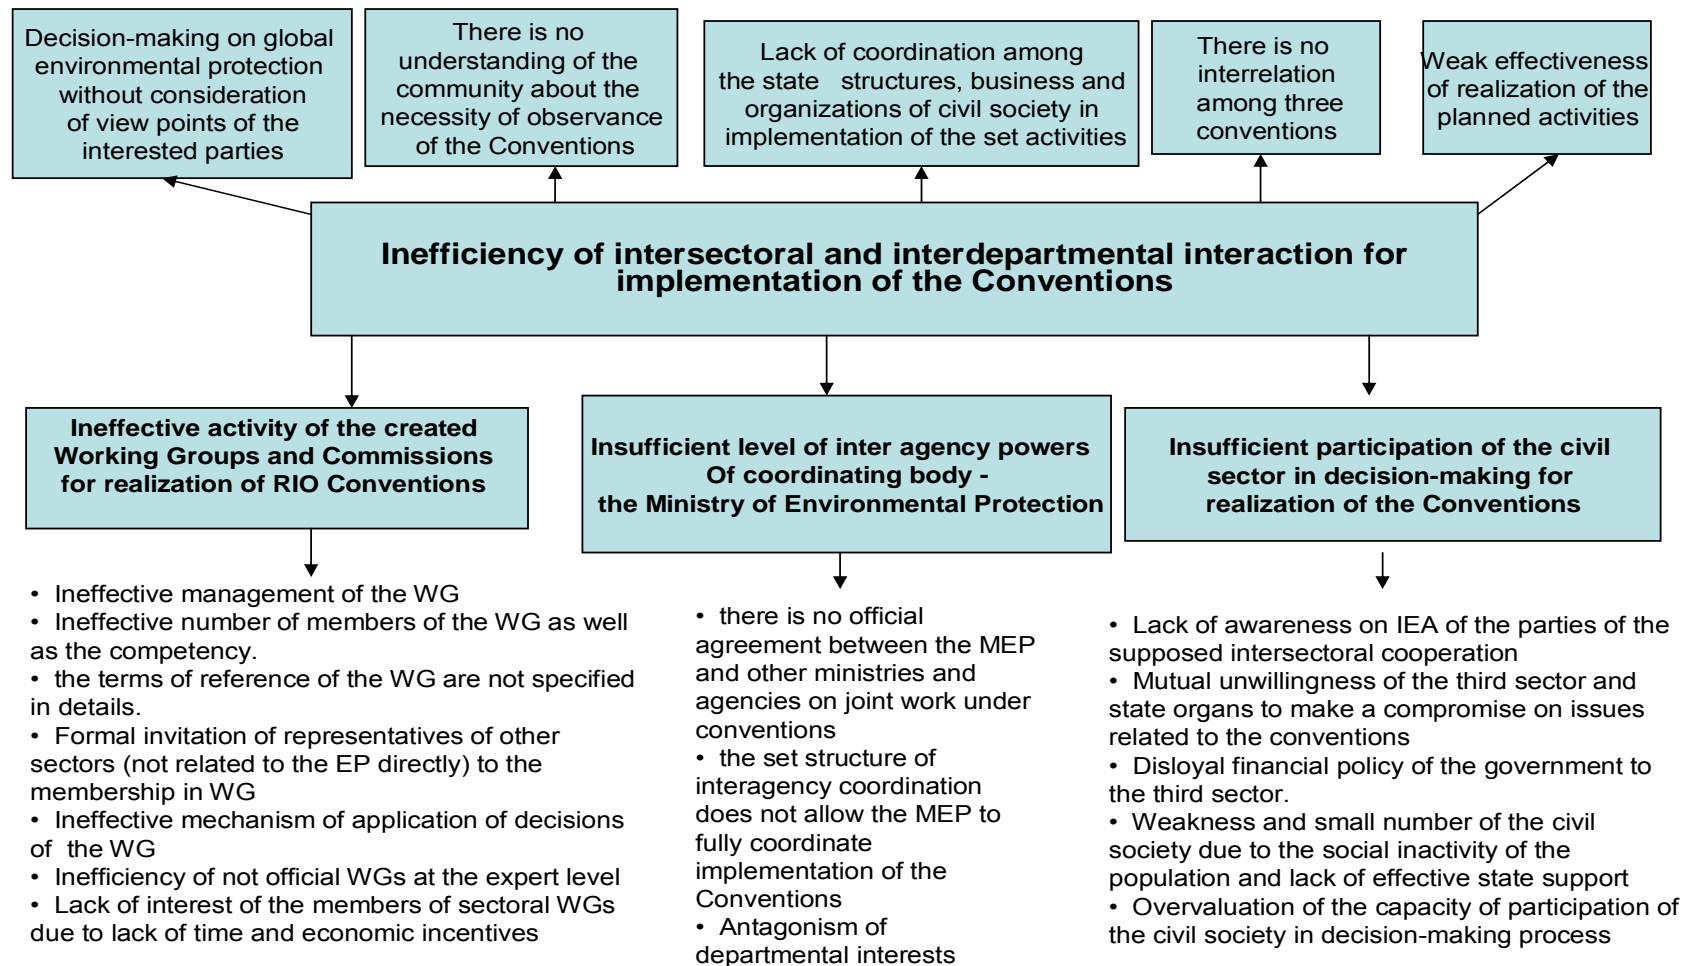 Decision-making on global
environmental protection
without consideration
of view points of the
interested parties
There is no
understanding of the
community about the
necessity of observance
of the Conventions
Lack of coordination among
the state structures, business and
organizations of civil society in
implementation of the set activities
There is no
interrelation
among three
conventions
Weak effectiveness
of realization of the
planned activities
Inefficiency of intersectoral and interdepartmental interaction for
implementation of the Conventions
Ineffective activity of the created
Working Groups and Commissions
for realization of RIO Conventions
Insufficient level of inter agency powers
Of coordinating body -
the Ministry of Environmental Protection
Insufficient participation of the civil
sector in decision-making for
realization of the Conventions
• Ineffective management of the WG
• Ineffective number of members of the WG as well
as the competency.
• the terms of reference of the WG are not specified
in details.
• Formal invitation of representatives of other
sectors (not related to the EP directly) to the
membership in WG
• Ineffective mechanism of application of decisions
of the WG
• Inefficiency of not official WGs at the expert level
• Lack of interest of the members of sectoral WGs
due to lack of time and economic incentives
• there is no official
agreement between the MEP
and other ministries and
agencies on joint work under
conventions
• the set structure of
interagency coordination
does not allow the MEP to
fully coordinate
implementation of the
Conventions
• Antagonism of
departmental interests
• Lack of awareness on IEA of the parties of the
supposed intersectoral cooperation
• Mutual unwillingness of the third sector and
state organs to make a compromise on issues
related to the conventions
• Disloyal financial policy of the government to
the third sector.
• Weakness and small number of the civil
society due to the social inactivity of the
population and lack of effective state support
• Overvaluation of the capacity of participation of
the civil society in decision-making process